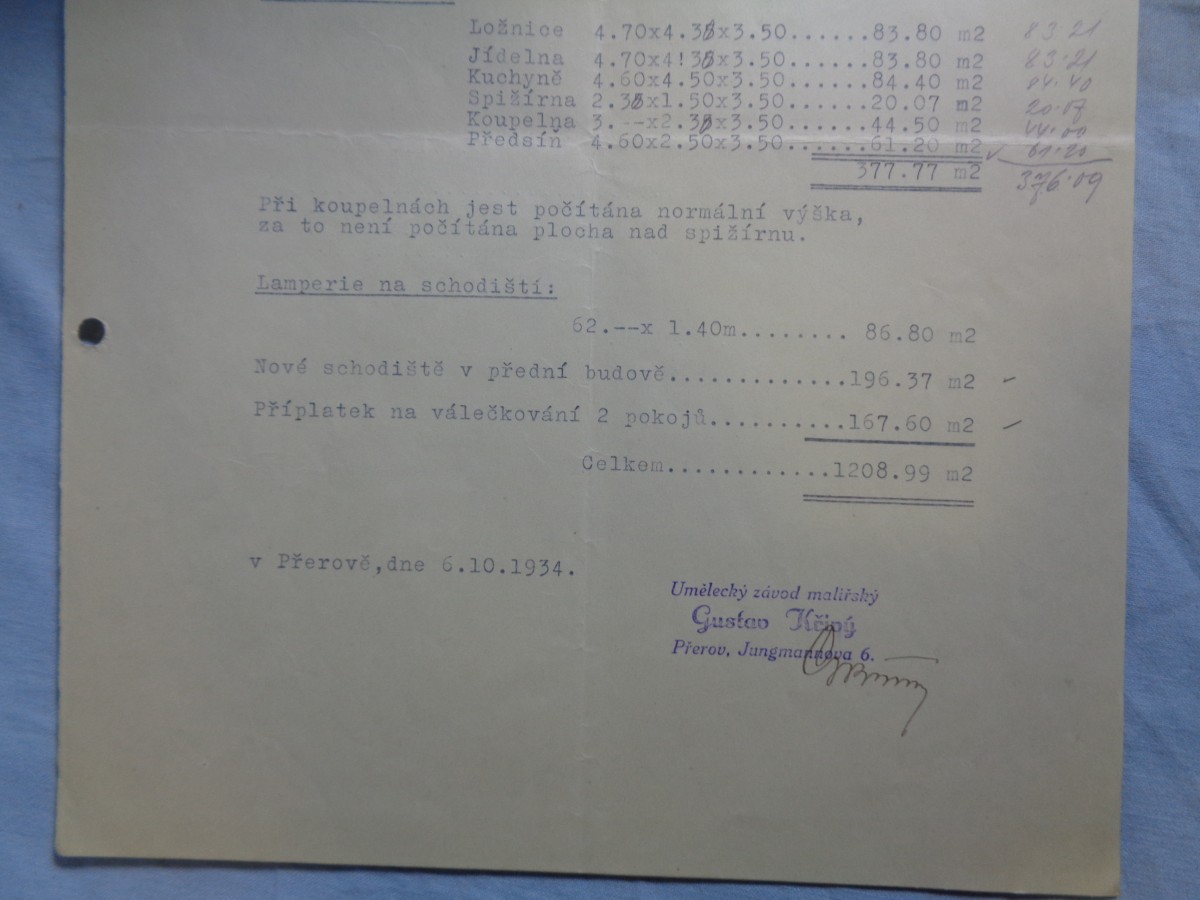 Ložnice 4.70x4.38x3.50......83.80 m2 83.21
Jídelna 4.70x4!38x3.50......83.80 m2 83.21
Kuchyně 4.60x4.50x3.50......84.40 m2 84.40
Spižírna 2.38x1.50x3.50......20.07 m2 20.07
Koupelna 3.--x2.38x3.50......44.50 m2 44.00
Předsíň 4.60x2.50x3.50......61.20 m2 61.20
377.77 m2 376.09
Při koupelnách jest počítána normální výška,
za to není počítána plocha nad spižírnu.
Lamperie na schodišti:
62.--x 1.40m........ 86.80 m2
Nové schodiště v přední budově.............196.37 m2
Příplatek na válečkování 2 pokojů..........167.60 m2
Celkem............1208.99 m2
v Přerově,dne 6.10.1934.
Umělecký závod malířský
Gustav
Přerov, Jungmannova 6.